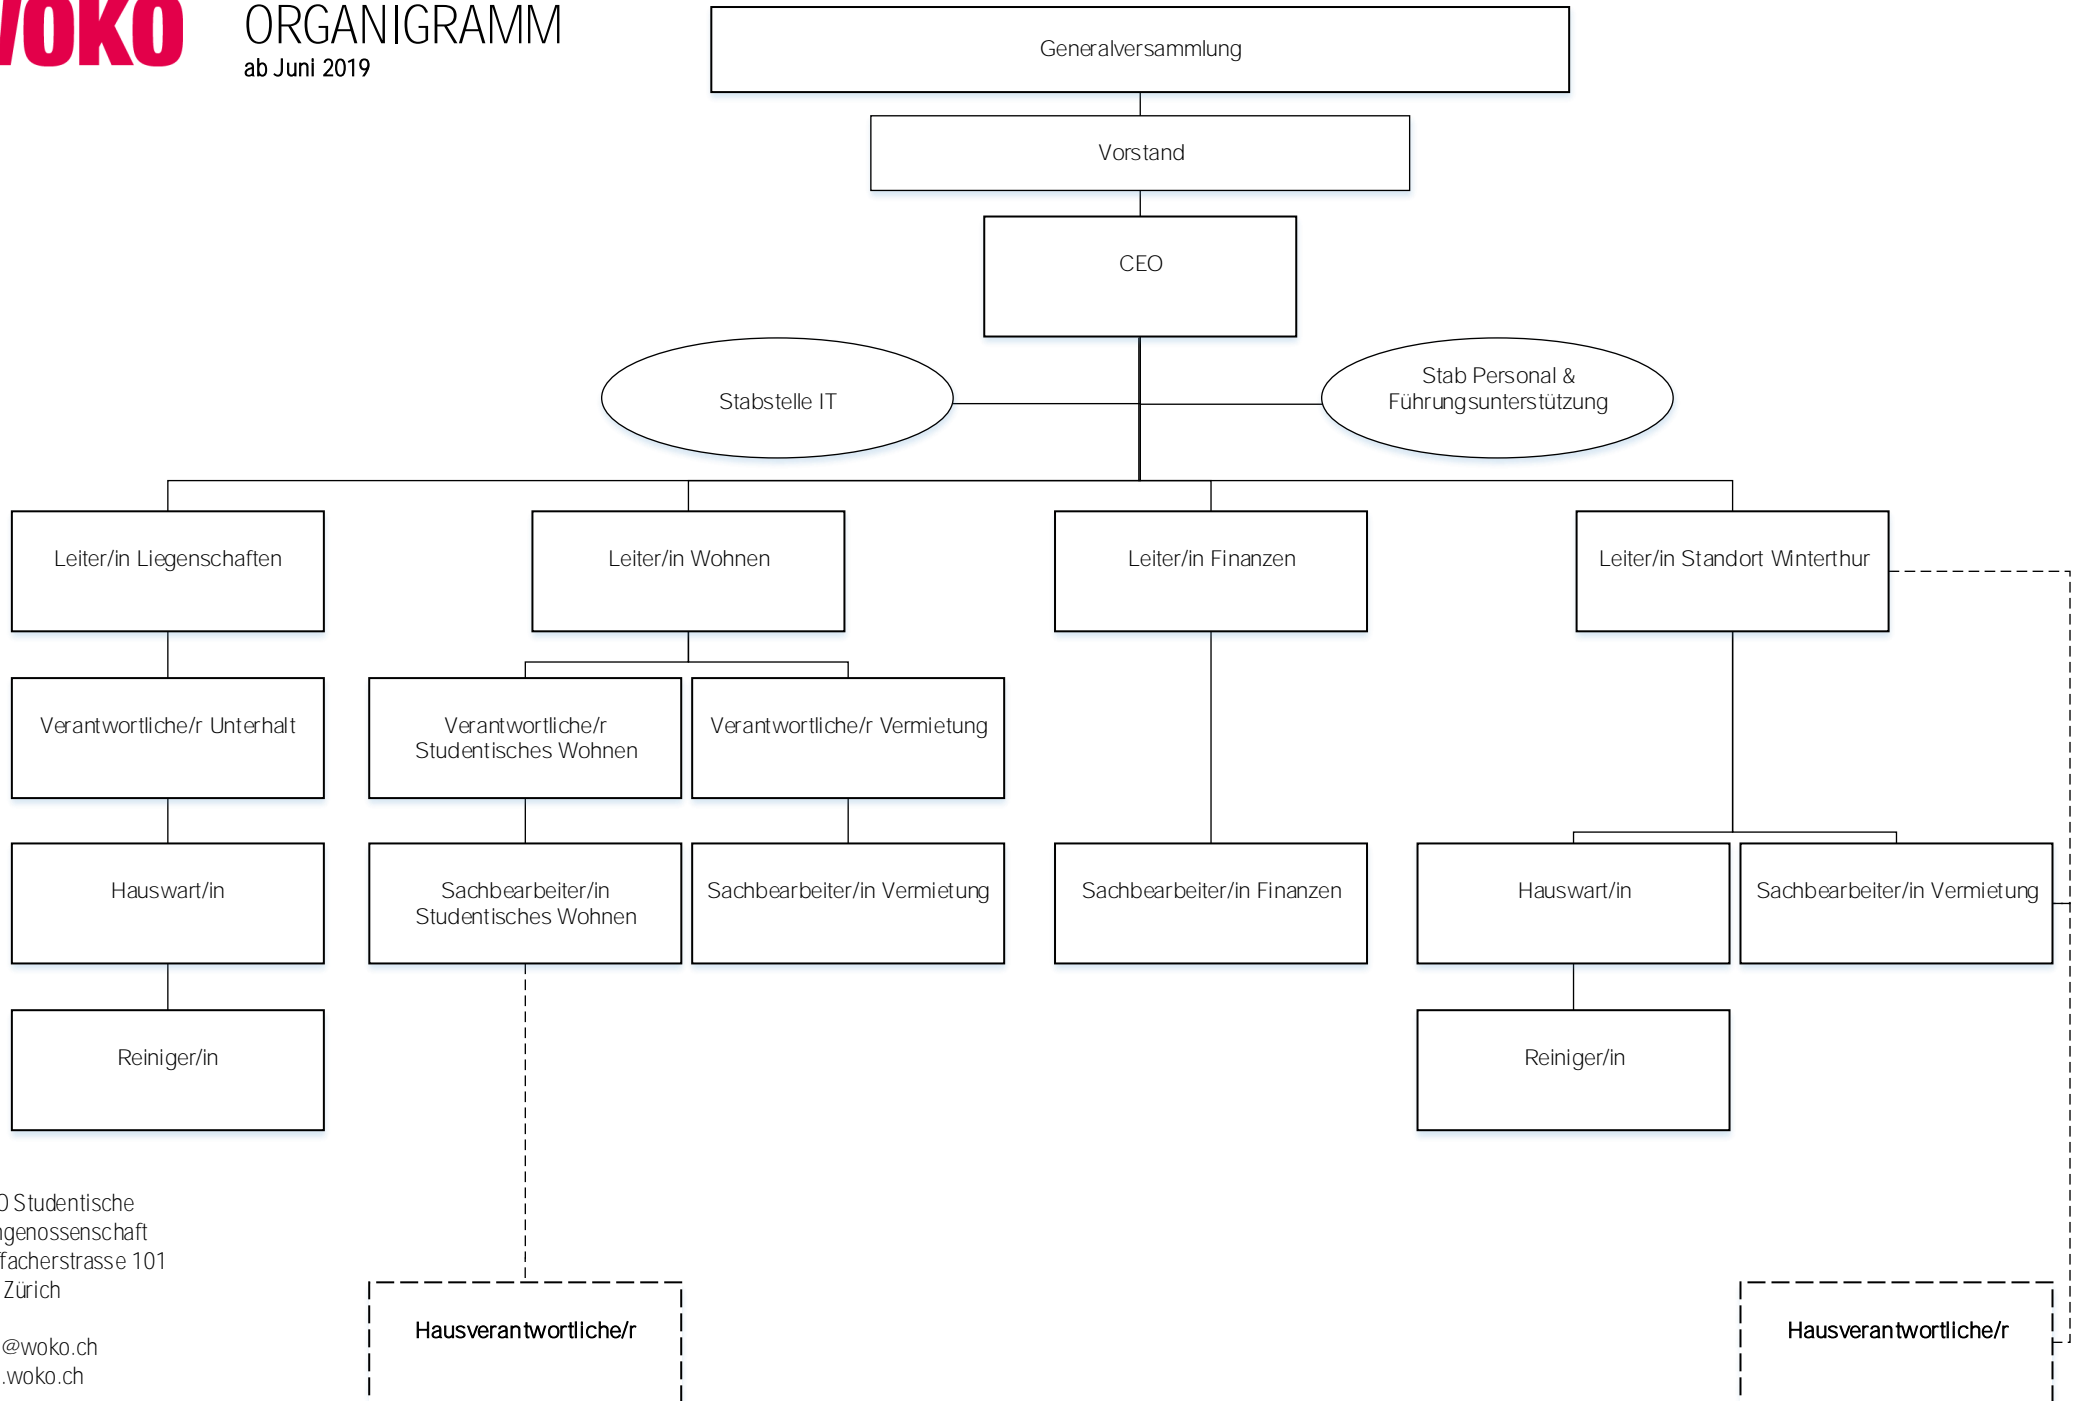 WOKO
ORGANIGRAMM
ab Juni 2019
Generalversammlung
Vorstand
CEO
Stabstelle IT
Stab Personal &
Führungsunterstützung
Leiter/in Liegenschaften
Leiter/in Wohnen
Leiter/in Finanzen
Leiter/in Standort Winterthur
Verantwortliche/r Unterhalt
Verantwortliche/r
Studentisches Wohnen
Verantwortliche/r Vermietung
Hauswart/in
Sachbearbeiter/in
Studentisches Wohnen
Sachbearbeiter/in Vermietung
Sachbearbeiter/in Finanzen
Hauswart/in
Sachbearbeiter/in Vermietung
Reiniger/in
Reiniger/in
O Studentische
ngenossenschaft
ffacherstrasse 101
Zürich
@woko.ch
.woko.ch
Hausverantwortliche/r
Hausverantwortliche/r